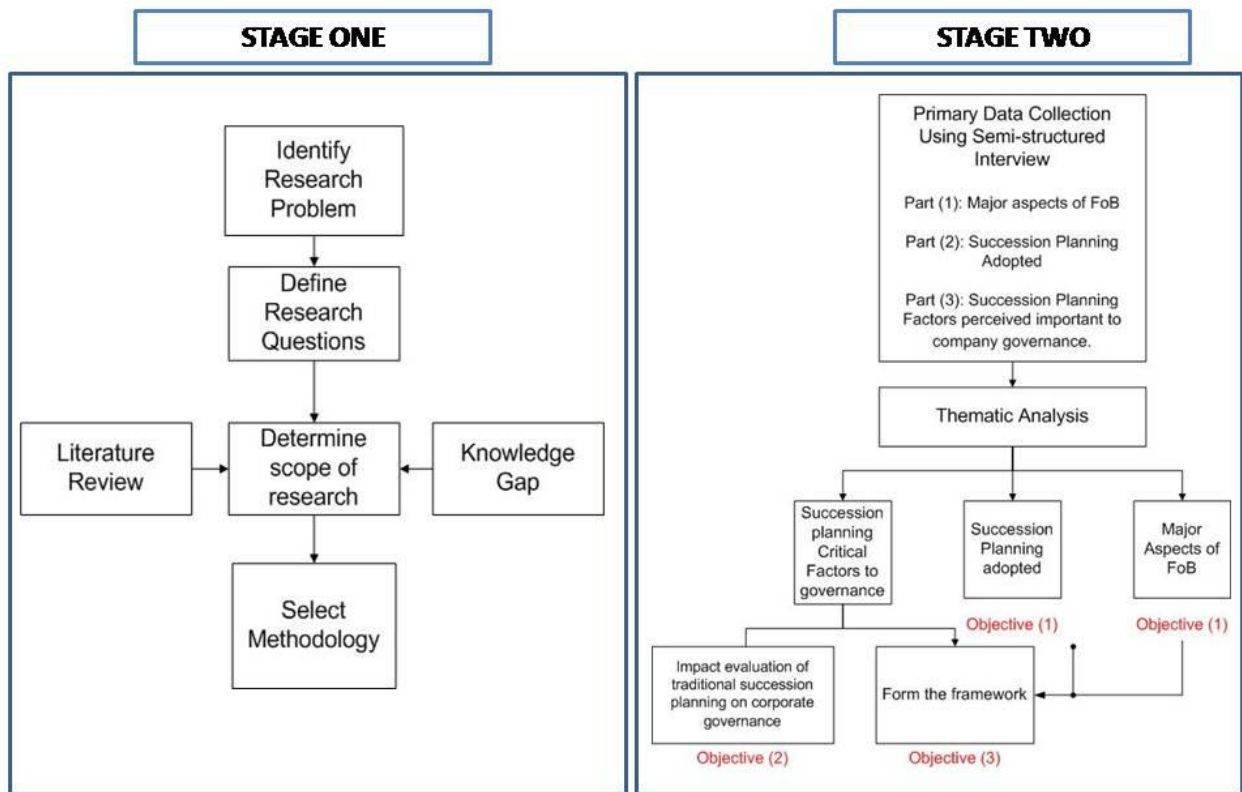 STAGE ONE
Identify
Research
Problem
Define
Research
Questions
Literature
Review
Determine
scope of
research
Knowledge
Gap
Select
Methodology
STAGE TWO
Primary Data Collection
Using Semi-structured
Interview
Part (1): Major aspects of FoB
Part (2): Succession Planning
Adopted
Part (3): Succession Planning
Factors perceived important to
company governance.
Thematic Analysis
Succession
planning
Critical
Factors to
governance
Succession
Planning
adopted
Major
Aspects of
FoB
Objective (1)
Objective (1)
Impact evaluation of
traditional succession
planning on corporate
governance
Form the framework
Objective (2)
Objective (3)